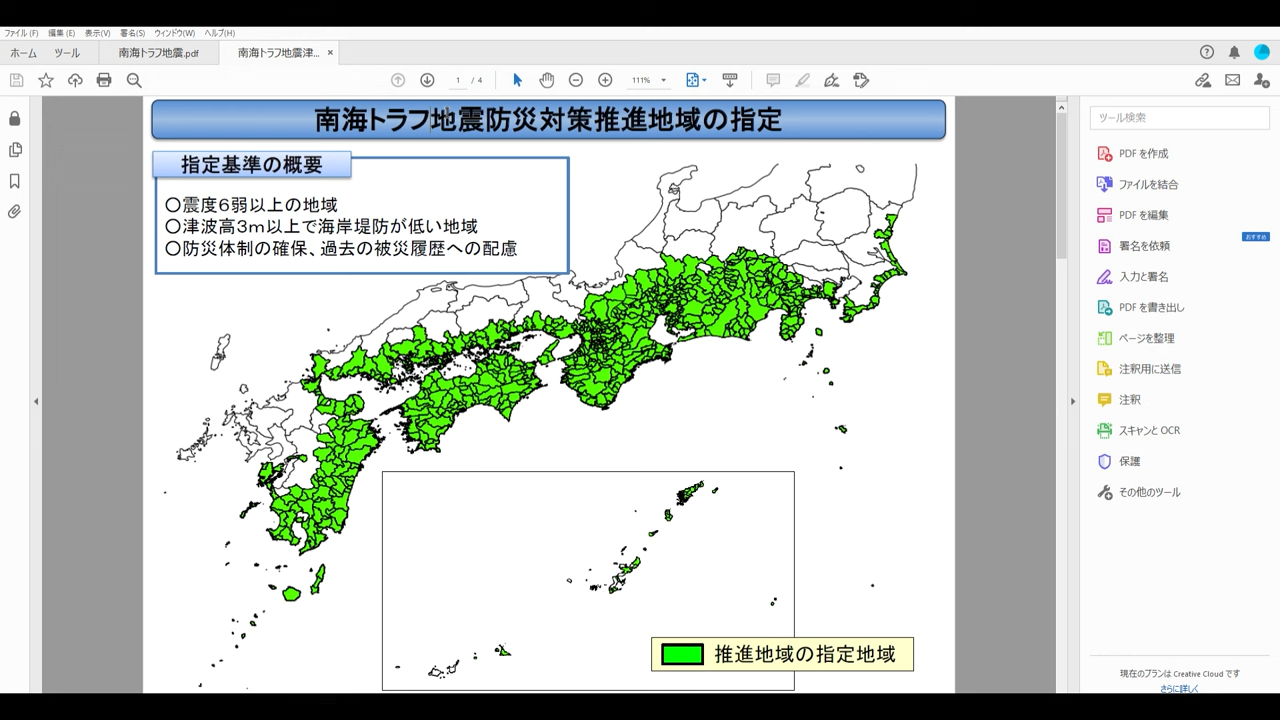 ファイル(F) 編集(E) 表示(V) 署名(S) ウィンドウ(W) ヘルプ(H)
ホーム ツール 南海トラフ地震.pdf 南海トラフ地震津... ×
1 / 4 111%
南海トラフ地震防災対策推進地域の指定
指定基準の概要
○震度6弱以上の地域
○津波高3m以上で海岸堤防が低い地域
○防災体制の確保、過去の被災履歴への配慮
推進地域の指定地域
ツール検索
PDF を作成
ファイルを結合
PDF を編集
署名を依頼
おすすめ
入力と署名
PDF を書き出し
ページを整理
注釈用に送信
注釈
スキャンと OCR
保護
その他のツール
現在のプランは Creative Cloud です
さらに詳しく